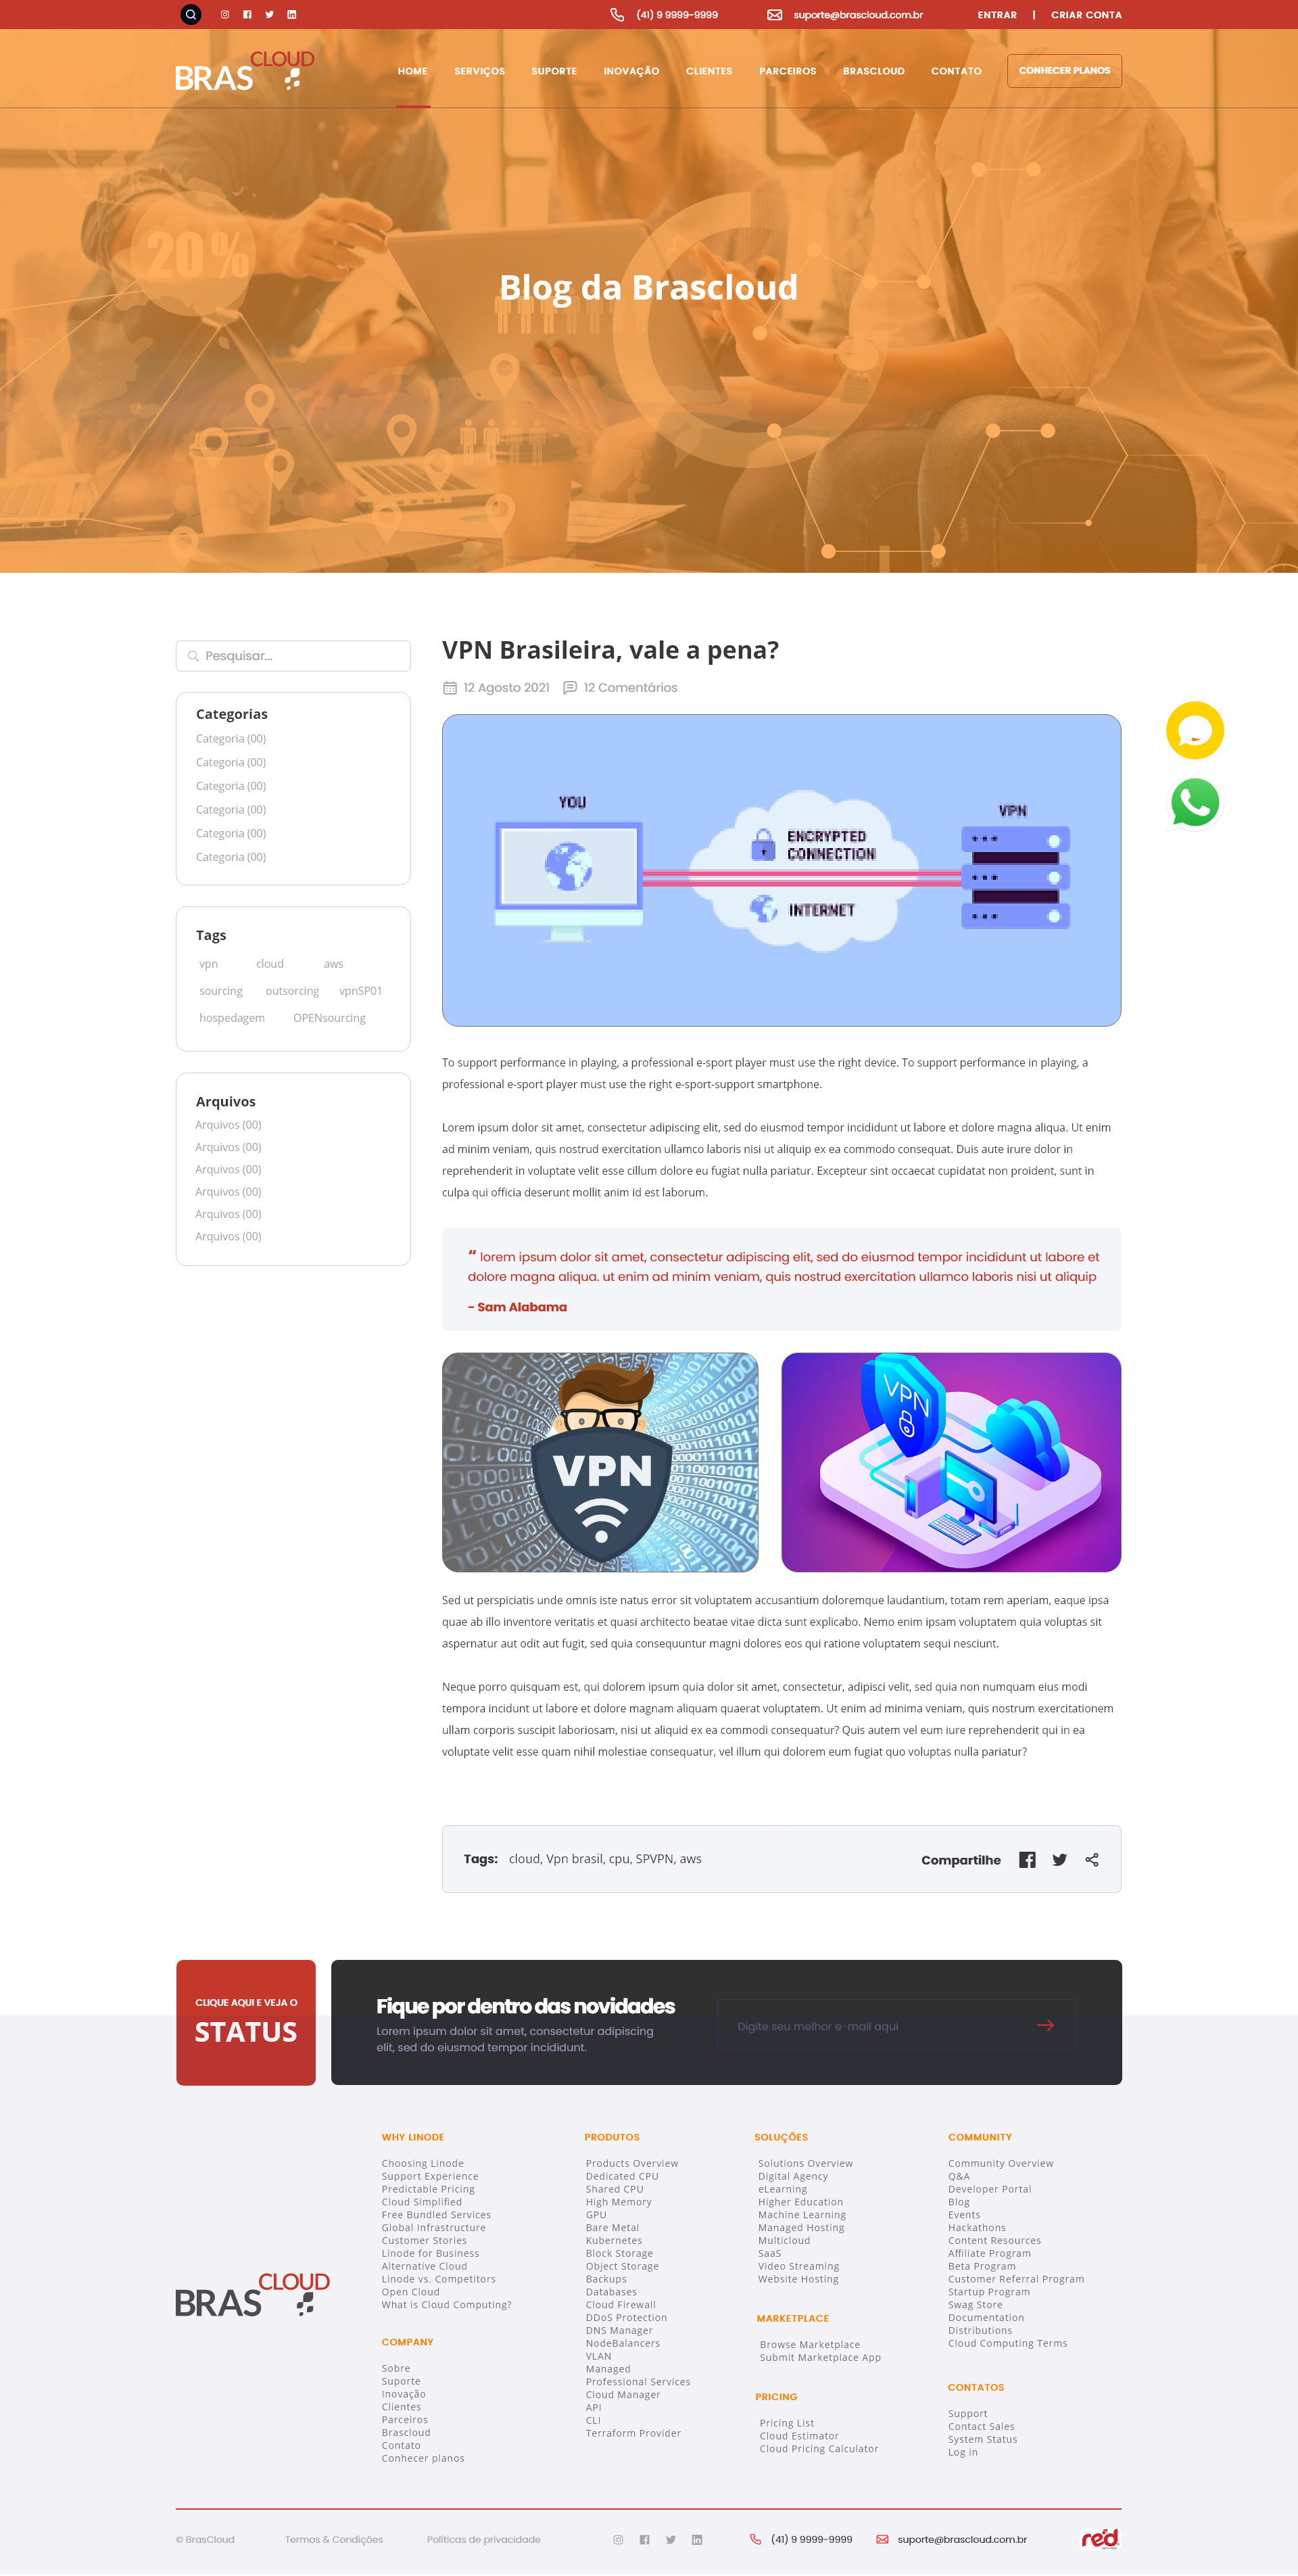 (41) 9 9999-9999
suporte@brascloud.com.br
ENTRAR | CRIAR CONTA
BRASCLOUD
HOME SERVIÇOS SUPORTE INOVAÇÃO CLIENTES PARCEIROS BRASCLOUD CONTATO CONHECER PLANOS
20%
Blog da Brascloud
Pesquisar...
Categorias
Categoria (00)
Categoria (00)
Categoria (00)
Categoria (00)
Categoria (00)
Categoria (00)
Tags
vpn cloud aws
sourcing outsorcing vpnSP01
hospedagem OPENsourcing
Arquivos
Arquivos (00)
Arquivos (00)
Arquivos (00)
Arquivos (00)
Arquivos (00)
Arquivos (00)
VPN Brasileira, vale a pena?
12 Agosto 2021 12 Comentários
YOU
ENCRYPTED
CONNECTION
INTERNET
VPN
To support performance in playing, a professional e-sport player must use the right device. To support performance in playing, a
professional e-sport player must use the right e-sport-support smartphone.
Lorem ipsum dolor sit amet, consectetur adipiscing elit, sed do eiusmod tempor incididunt ut labore et dolore magna aliqua. Ut enim
ad minim veniam, quis nostrud exercitation ullamco laboris nisi ut aliquip ex ea commodo consequat. Duis aute irure dolor in
reprehenderit in voluptate velit esse cillum dolore eu fugiat nulla pariatur. Excepteur sint occaecat cupidatat non proident, sunt in
culpa qui officia deserunt mollit anim id est laborum.
“ lorem ipsum dolor sit amet, consectetur adipiscing elit, sed do eiusmod tempor incididunt ut labore et
dolore magna aliqua. ut enim ad minim veniam, quis nostrud exercitation ullamco laboris nisi ut aliquip
- Sam Alabama
VPN
VPN
Sed ut perspiciatis unde omnis iste natus error sit voluptatem accusantium doloremque laudantium, totam rem aperiam, eaque ipsa
quae ab illo inventore veritatis et quasi architecto beatae vitae dicta sunt explicabo. Nemo enim ipsam voluptatem quia voluptas sit
aspernatur aut odit aut fugit, sed quia consequuntur magni dolores eos qui ratione voluptatem sequi nesciunt.
Neque porro quisquam est, qui dolorem ipsum quia dolor sit amet, consectetur, adipisci velit, sed quia non numquam eius modi
tempora incidunt ut labore et dolore magnam aliquam quaerat voluptatem. Ut enim ad minima veniam, quis nostrum exercitationem
ullam corporis suscipit laboriosam, nisi ut aliquid ex ea commodi consequatur? Quis autem vel eum iure reprehenderit qui in ea
voluptate velit esse quam nihil molestiae consequatur, vel illum qui dolorem eum fugiat quo voluptas nulla pariatur?
Tags: cloud, Vpn brasil, cpu, SPVPN, aws
Compartilhe
CLIQUE AQUI E VEJA O
STATUS
Fique por dentro das novidades
Lorem ipsum dolor sit amet, consectetur adipiscing
elit, sed do eiusmod tempor incididunt.
Digite seu melhor e-mail aqui
BRASCLOUD
WHY LINODE
Choosing Linode
Support Experience
Predictable Pricing
Cloud Simplified
Free Bundled Services
Global Infrastructure
Customer Stories
Linode for Business
Alternative Cloud
Linode vs. Competitors
Open Cloud
What is Cloud Computing?
COMPANY
Sobre
Suporte
Inovação
Clientes
Parceiros
Brascloud
Contato
Conhecer planos
PRODUTOS
Products Overview
Dedicated CPU
Shared CPU
High Memory
GPU
Bare Metal
Kubernetes
Block Storage
Object Storage
Backups
Databases
Cloud Firewall
DDoS Protection
DNS Manager
NodeBalancers
VLAN
Managed
Professional Services
Cloud Manager
API
CLI
Terraform Provider
SOLUÇÕES
Solutions Overview
Digital Agency
eLearning
Higher Education
Machine Learning
Managed Hosting
Multicloud
SaaS
Video Streaming
Website Hosting
MARKETPLACE
Browse Marketplace
Submit Marketplace App
PRICING
Pricing List
Cloud Estimator
Cloud Pricing Calculator
COMMUNITY
Community Overview
Q&A
Developer Portal
Blog
Events
Hackathons
Content Resources
Affiliate Program
Beta Program
Customer Referral Program
Startup Program
Swag Store
Documentation
Distributions
Cloud Computing Terms
CONTATOS
Support
Contact Sales
System Status
Log in
© BrasCloud Termos & Condições Políticas de privacidade
(41) 9 9999-9999 suporte@brascloud.com.br
red